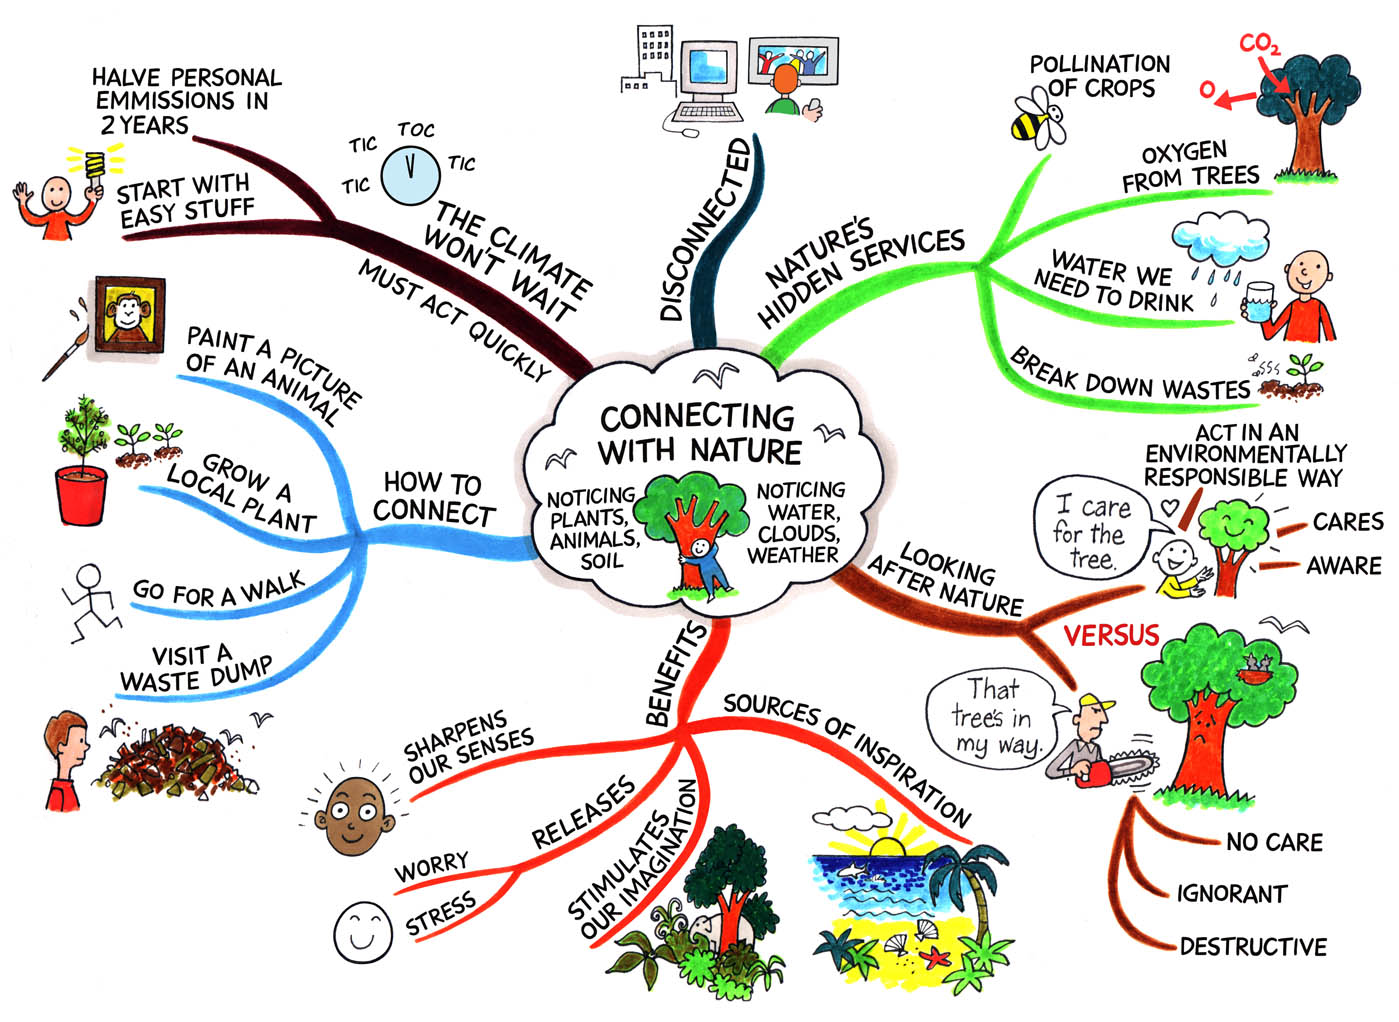 CONNECTING
WITH NATURE
NOTICING
PLANTS,
ANIMALS,
SOIL
NOTICING
WATER,
CLOUDS,
WEATHER
DISCONNECTED
NATURE'S
HIDDEN SERVICES
POLLINATION
OF CROPS
OXYGEN
FROM TREES
CO2
O
WATER WE
NEED TO DRINK
BREAK DOWN WASTES
LOOKING
AFTER NATURE
ACT IN AN
ENVIRONMENTALLY
RESPONSIBLE WAY
I care
for the
tree.
CARES
AWARE
VERSUS
That
tree's in
my way.
NO CARE
IGNORANT
DESTRUCTIVE
BENEFITS
SOURCES OF INSPIRATION
STIMULATES
OUR IMAGINATION
RELEASES
WORRY
STRESS
SHARPENS
OUR SENSES
HOW TO
CONNECT
PAINT A PICTURE
OF AN ANIMAL
GROW A
LOCAL PLANT
GO FOR A WALK
VISIT A
WASTE DUMP
THE CLIMATE
WON'T WAIT
MUST ACT QUICKLY
TIC
TIC
TOC
TIC
HALVE PERSONAL
EMMISSIONS IN
2 YEARS
START WITH
EASY STUFF